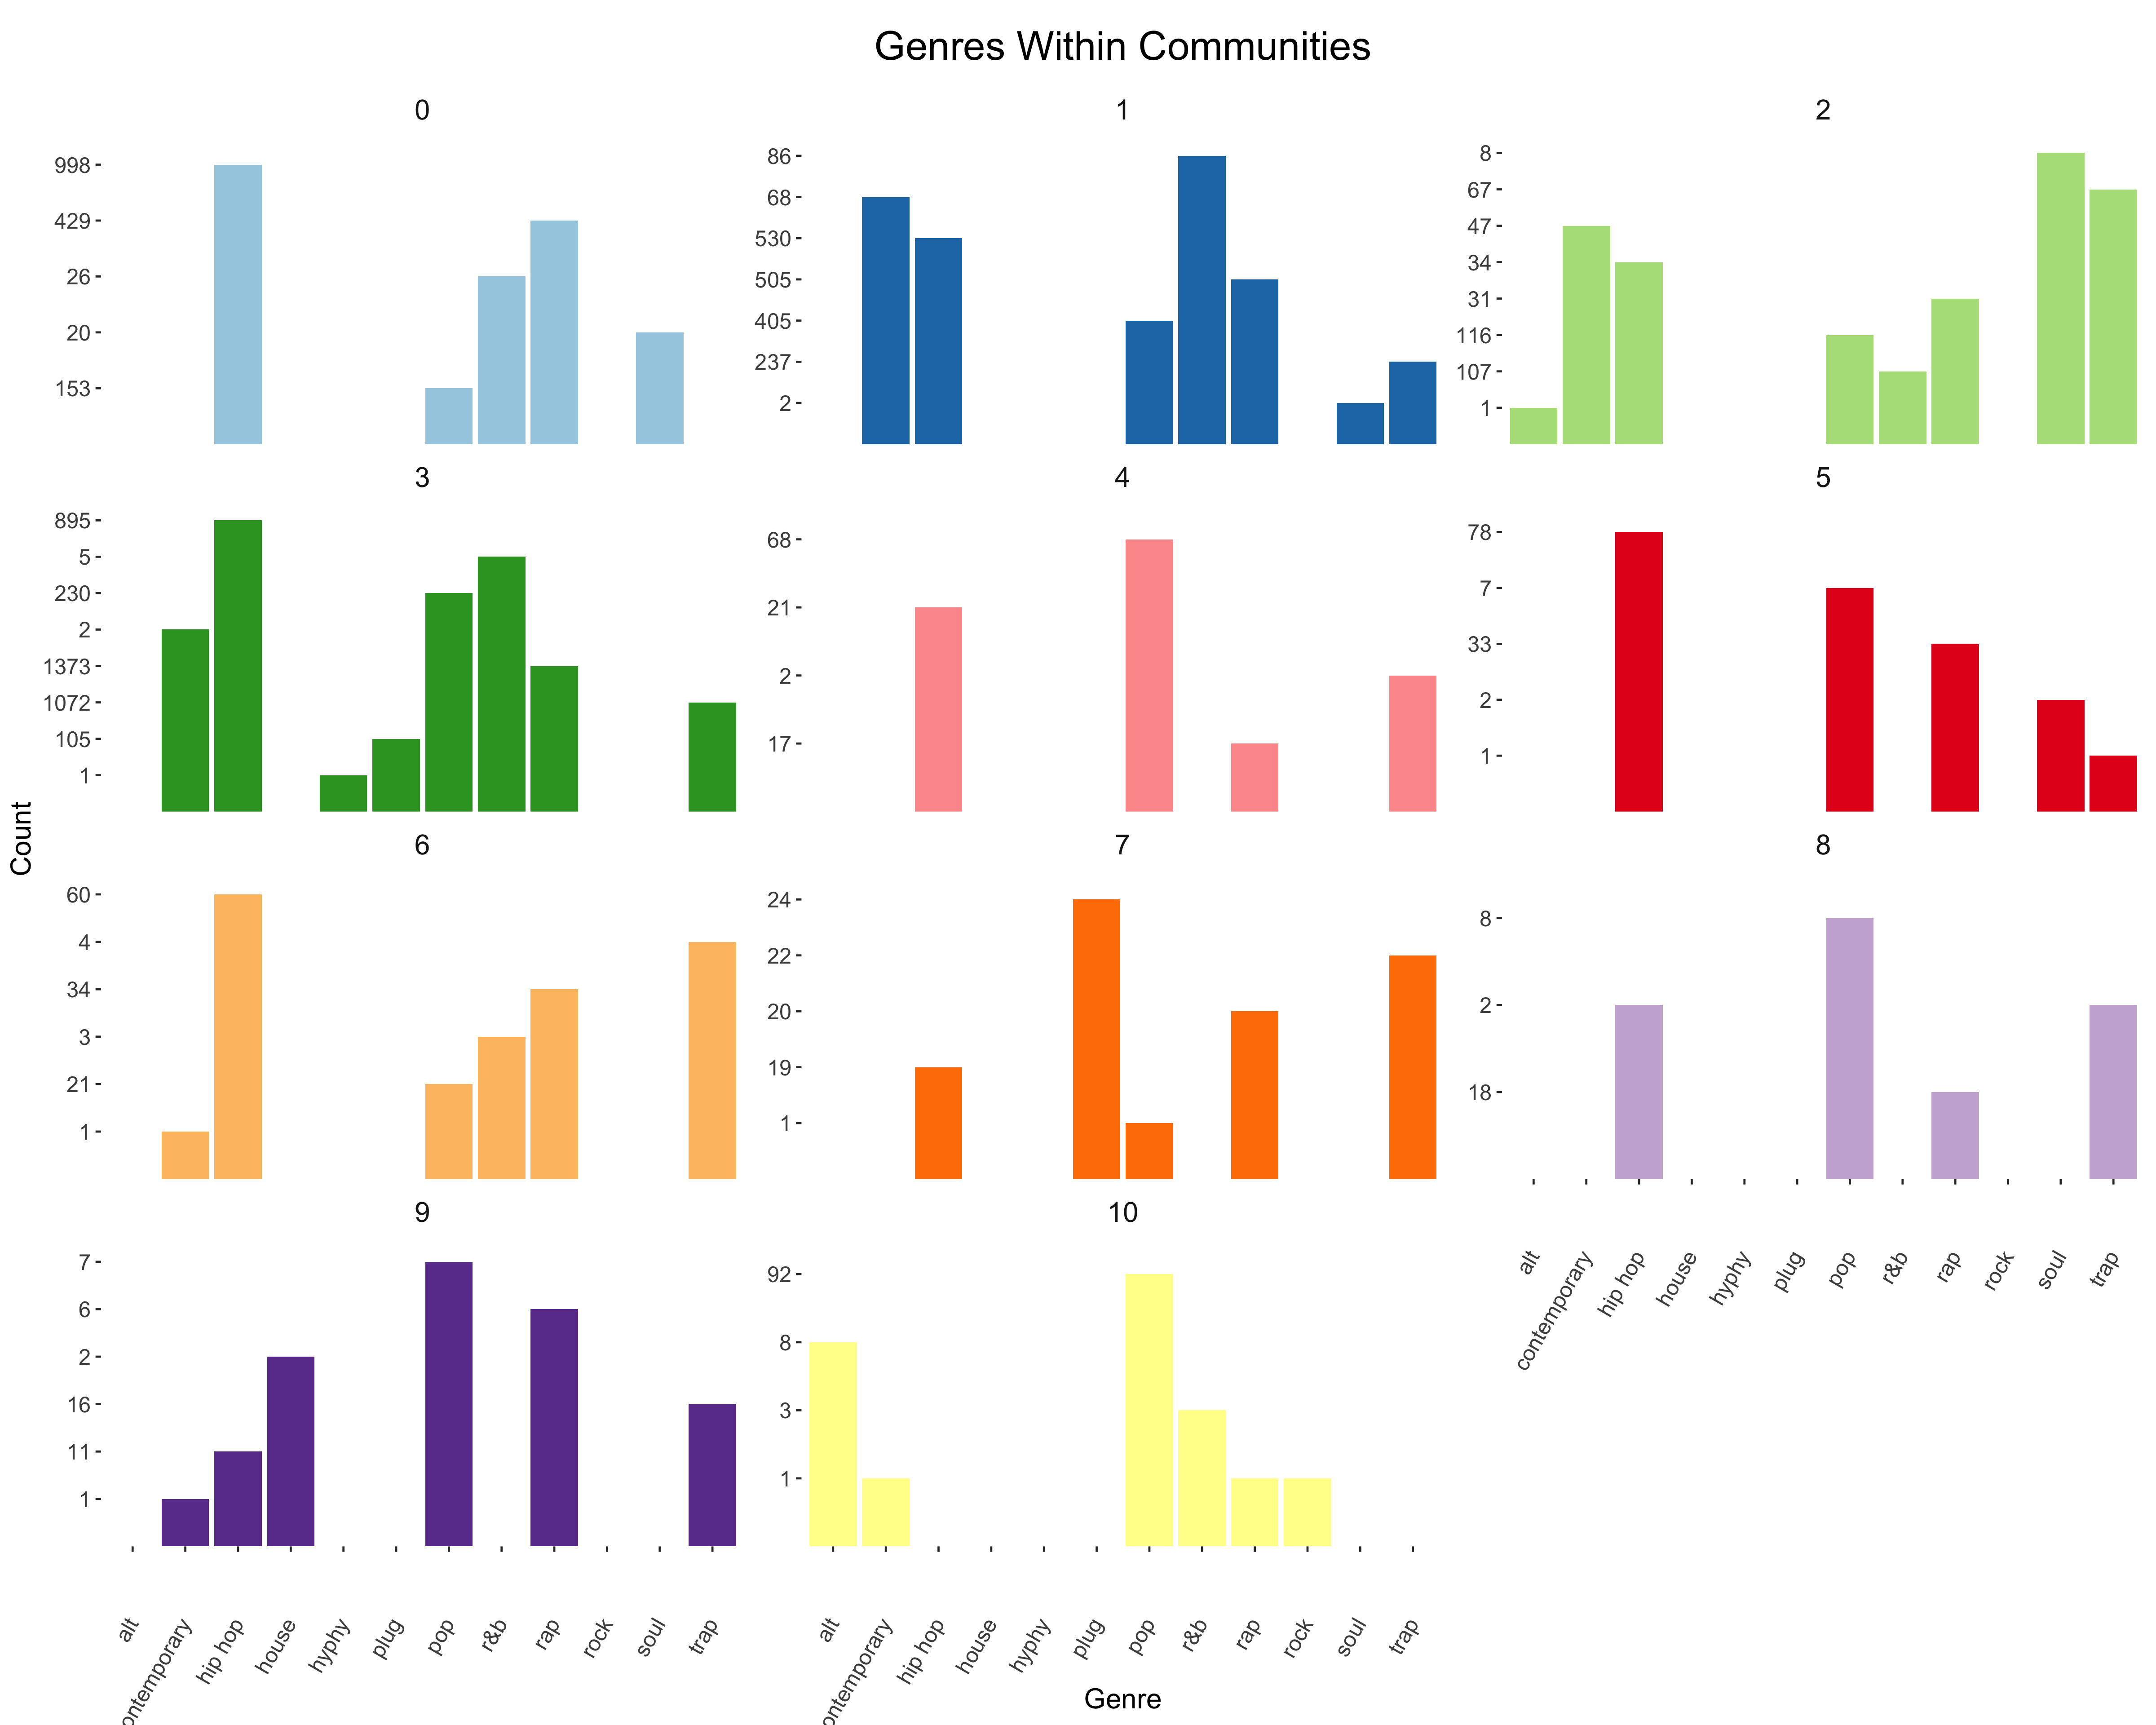 Genres Within Communities
0
998
429
26
20
153
1
86
68
530
505
405
237
2
2
8
67
47
34
31
116
107
1
3
895
5
230
2
1373
1072
105
1
4
68
21
2
17
5
78
7
33
2
1
Count
6
60
4
34
3
21
1
7
24
22
20
19
1
8
8
2
18
alt
contemporary
hip hop
house
hyphy
plug
pop
r&b
rap
rock
soul
trap
9
7
6
2
16
11
1
alt
ontemporary
hip hop
house
hyphy
plug
pop
r&b
rap
rock
soul
trap
10
92
8
3
1
alt
ontemporary
hip hop
house
hyphy
plug
pop
r&b
rap
rock
soul
trap
Genre